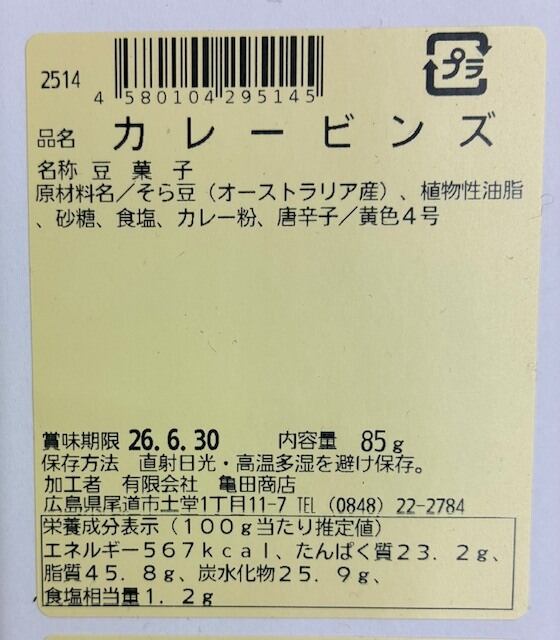 2514
4 580104 295145
プラ
品名 カレービンズ
名称 豆菓子
原材料名／そら豆（オーストラリア産）、植物性油脂
、砂糖、食塩、カレー粉、唐辛子／黄色４号
賞味期限 26.6.30 内容量 85g
保存方法 直射日光・高温多湿を避け保存。
加工者 有限会社 亀田商店
広島県尾道市土堂1丁目11-7 TEL (0848) 22-2784
栄養成分表示（１００ｇ当たり推定値）
エネルギー５６７ｋｃａｌ、たんぱく質２３．２ｇ、
脂質４５．８ｇ、炭水化物２５．９ｇ、
食塩相当量１．２ｇ